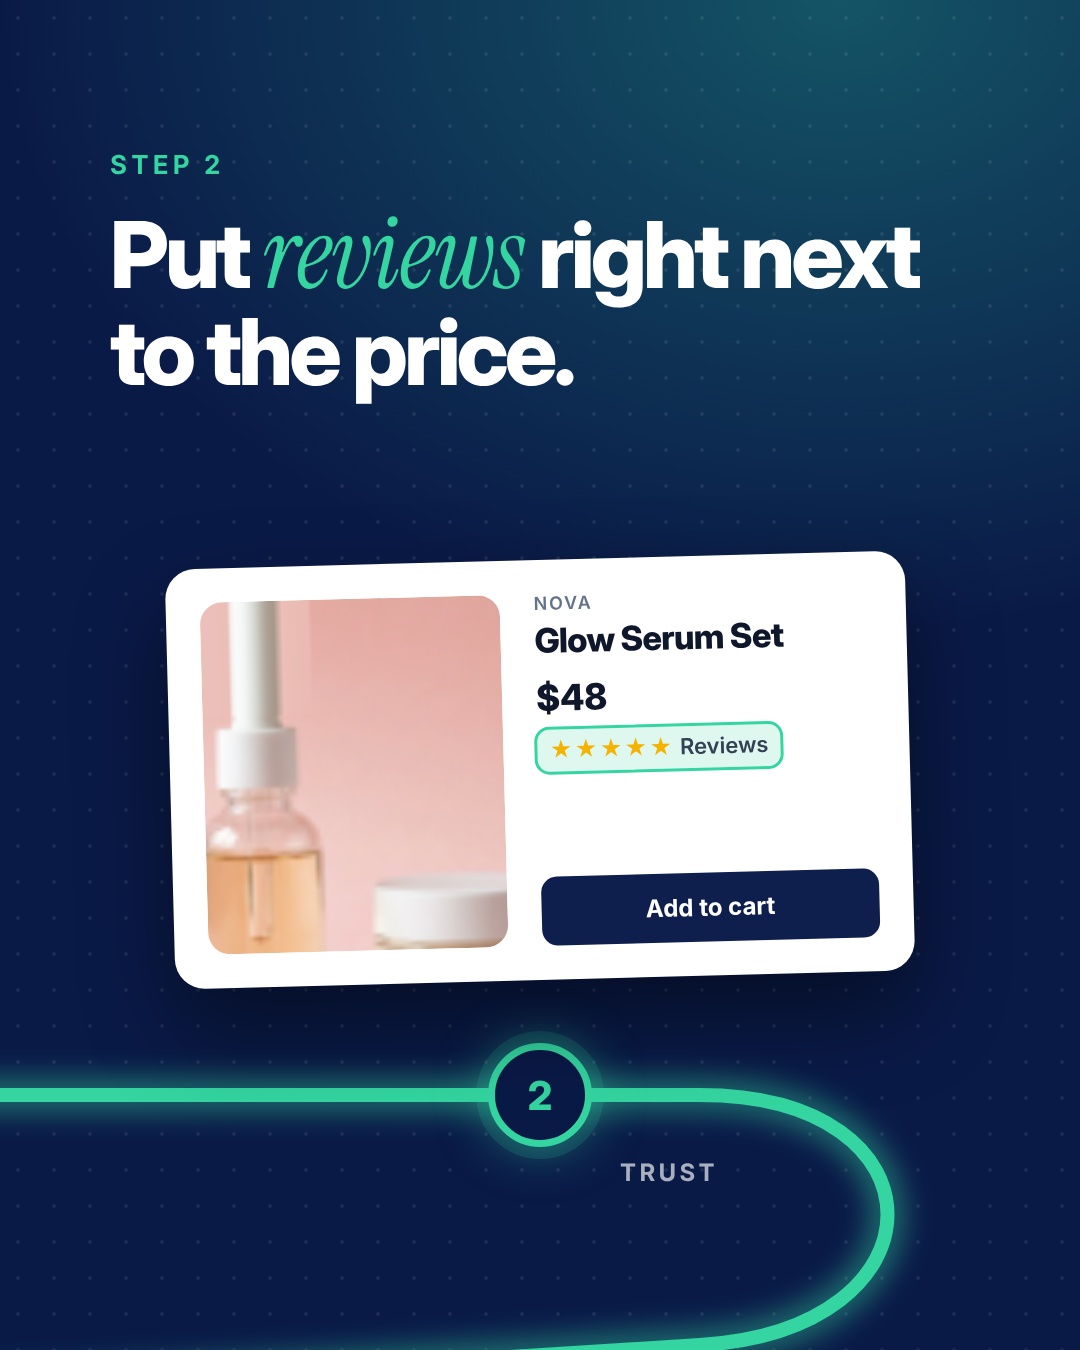 STEP 2
Put reviews right next
to the price.
NOVA
Glow Serum Set
$48
★★★★★ Reviews
Add to cart
2
TRUST